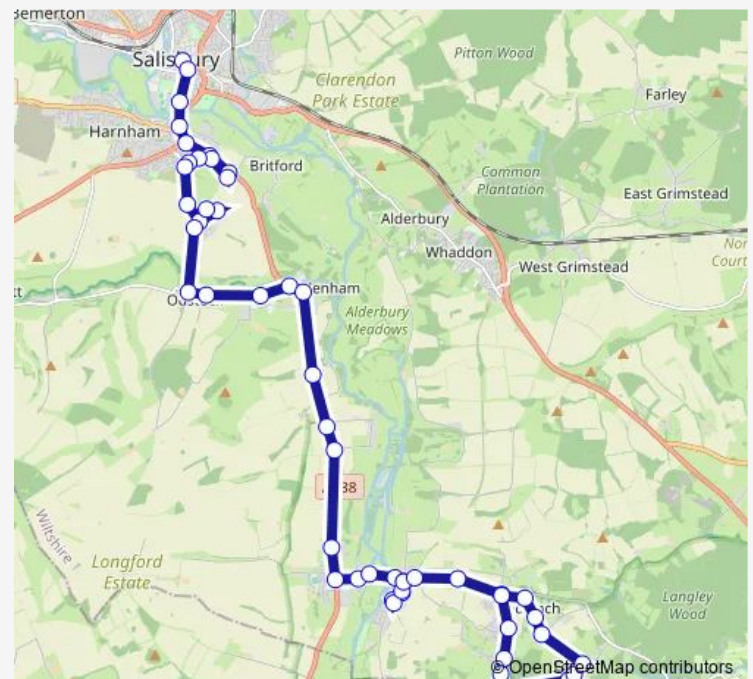 Bemerton
Salisbury
Pitton Wood
Clarendon
Park Estate
Farley
Harnham
Britford
Common
Plantation
East Grimstead
Alderbury
Whaddon
West Grimstead
Alderbury
Meadows
38
Wiltshire
Longford
Estate
Langley
Wood
© OpenStreetMap contributors